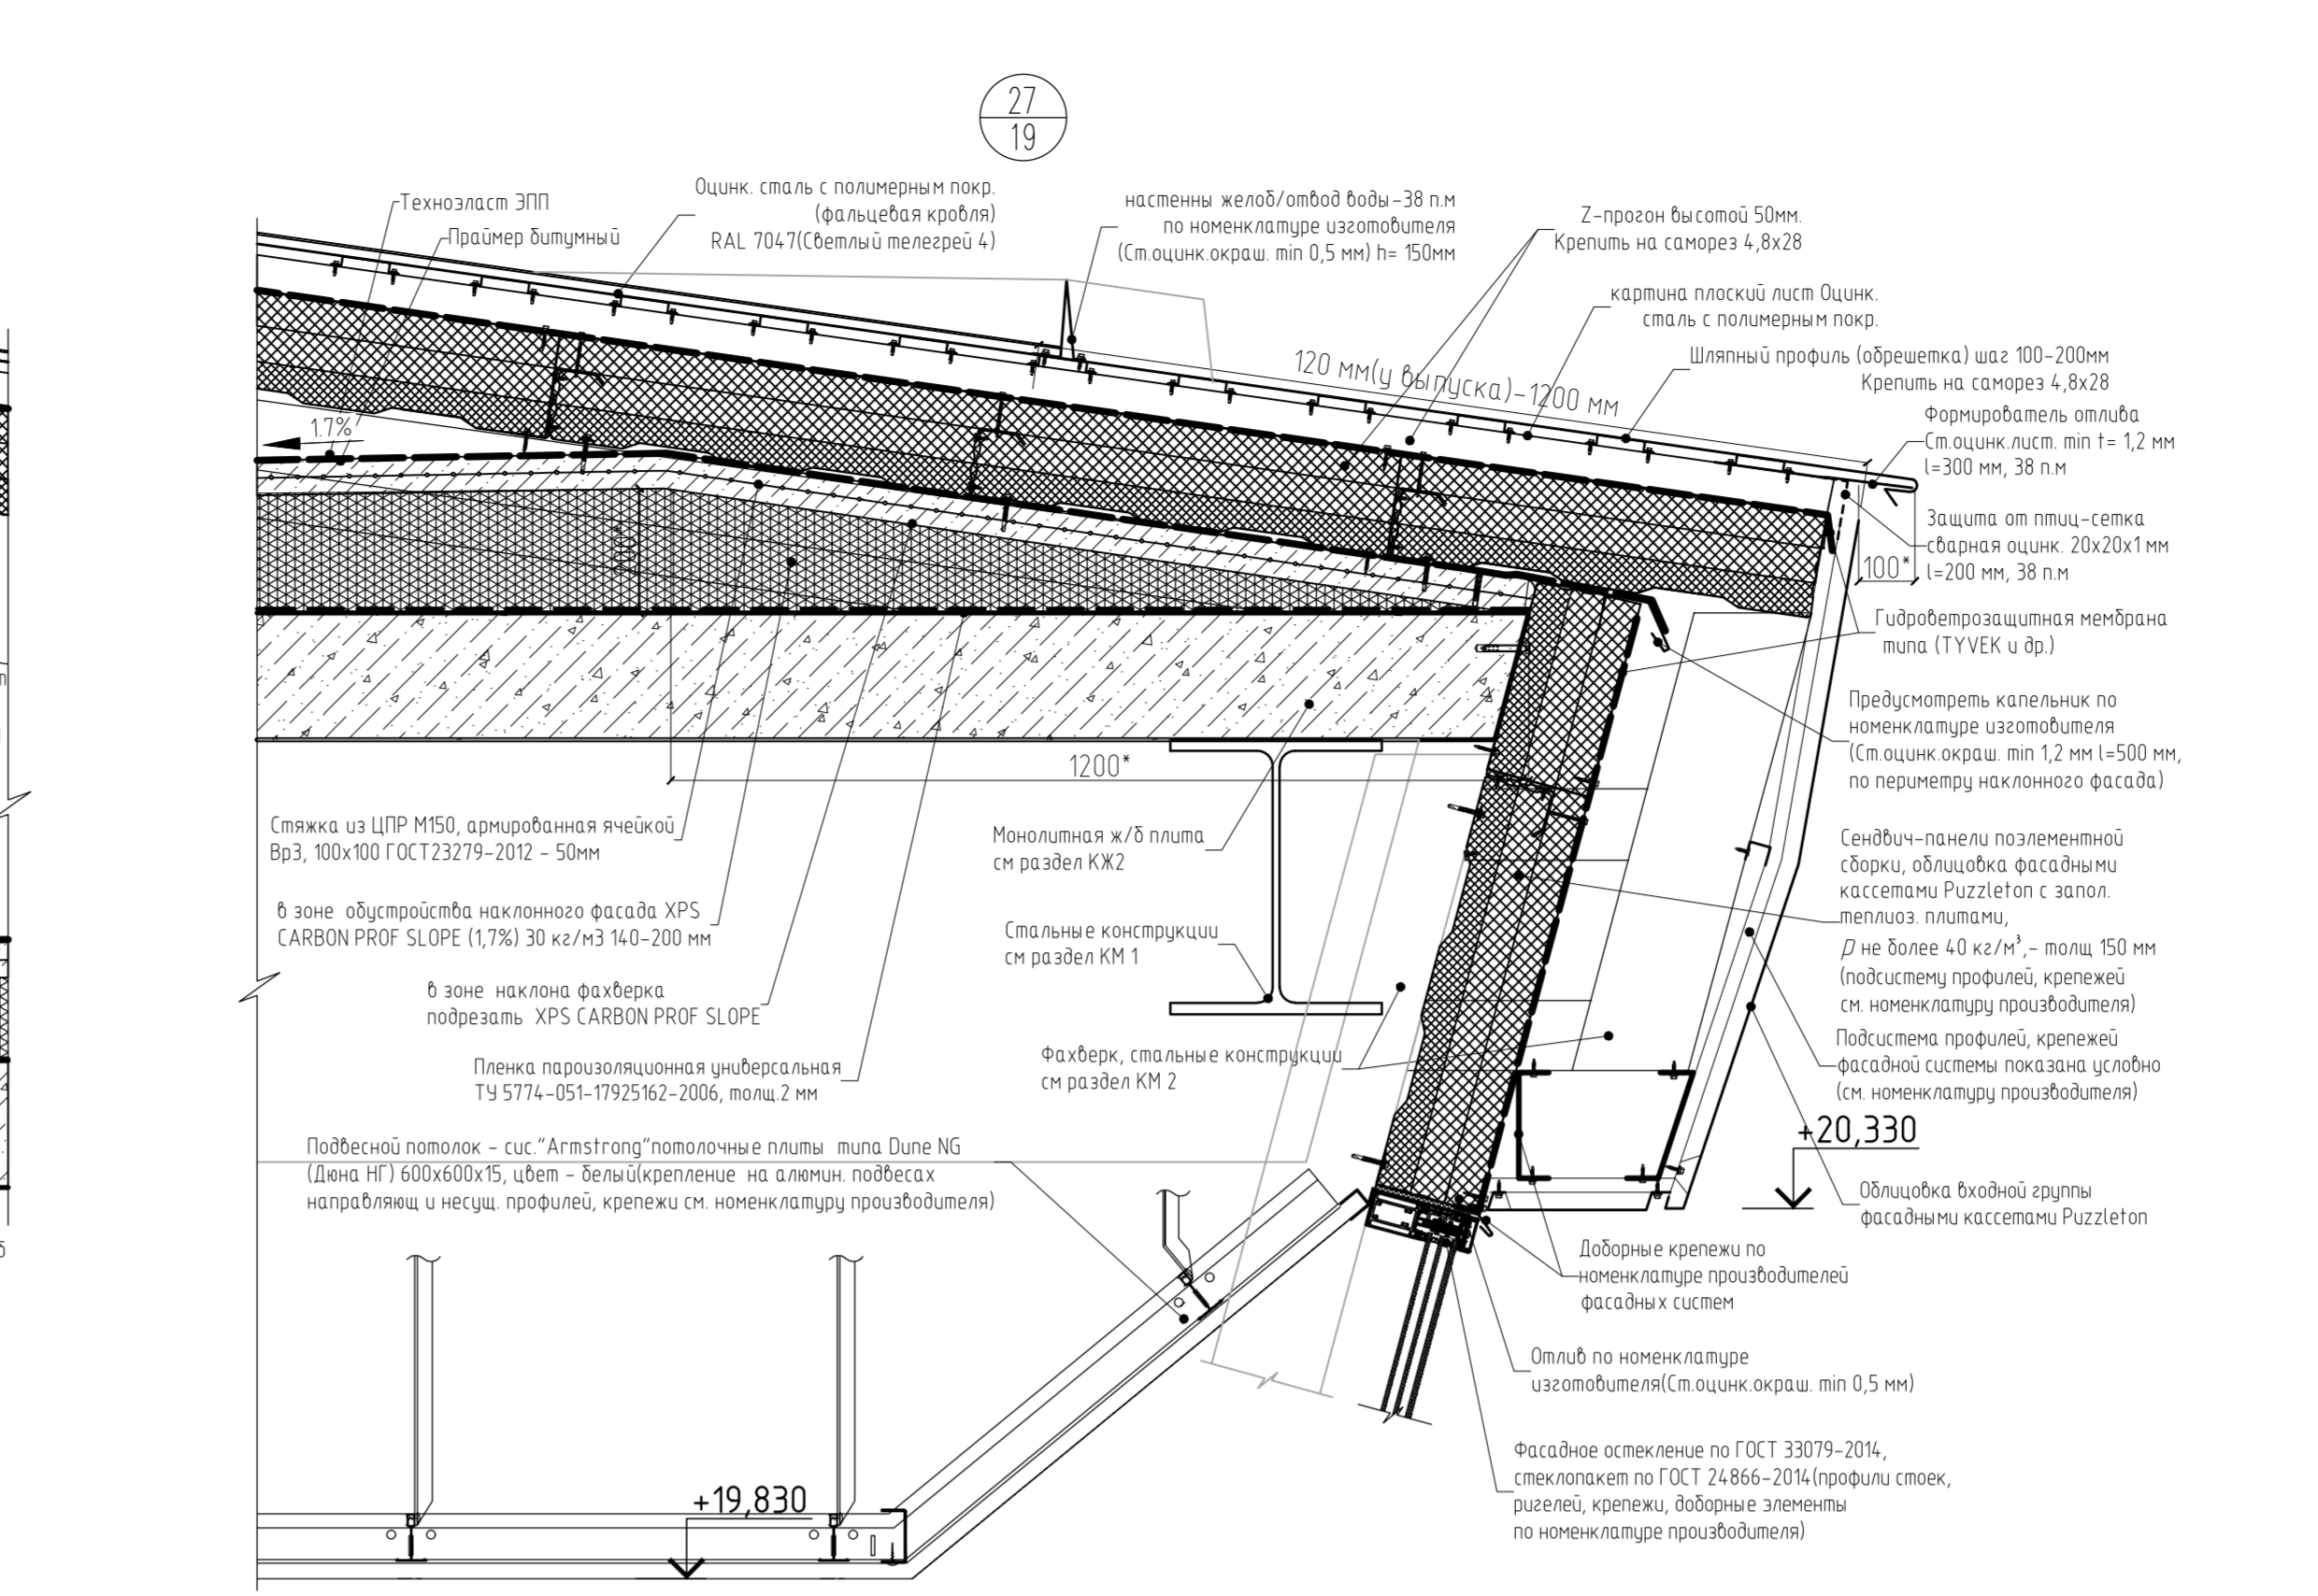 27
19
Техноэласт ЭПП
Праймер битумный
Оцинк. сталь с полимерным покр.
(фальцевая кровля)
RAL 7047(Светлый телегрей 4)
настенны желоб/отвод воды-38 п.м
по номенклатуре изготовителя
(Ст.оцинк.окраш. min 0,5 мм) h= 150мм
Z-прогон высотой 50мм.
Крепить на саморез 4,8x28
картина плоский лист Оцинк.
сталь с полимерным покр.
Шляпный профиль (обрешетка) шаг 100-200мм
Крепить на саморез 4,8x28
120 мм(у выпуска)-1200 мм
Формирователь отлива
Ст.оцинк.лист. min t= 1,2 мм
l=300 мм, 38 п.м
Защита от птиц-сетка
сварная оцинк. 20x20x1 мм
l=200 мм, 38 п.м
100*
1.7%
200*
Гидроветрозащитная мембрана
типа (TYVEK и др.)
Предусмотреть капельник по
номенклатуре изготовителя
(Ст.оцинк.окраш. min 1,2 мм l=500 мм,
по периметру наклонного фасада)
1200*
Стяжка из ЦПР М150, армированная ячейкой
Вр3, 100x100 ГОСТ23279-2012 - 50мм
в зоне обустройства наклонного фасада XPS
CARBON PROF SLOPE (1,7%) 30 кг/м3 140-200 мм
в зоне наклона фахверка
подрезать XPS CARBON PROF SLOPE
Пленка пароизоляционная универсальная
ТУ 5774-051-17925162-2006, толщ.2 мм
Подвесной потолок - сис."Armstrong"потолочные плиты типа Dune NG
(Дюна НГ) 600x600x15, цвет - белый(крепление на алюмин. подвесах
направляющ и несущ. профилей, крепежи см. номенклатуру производителя)
Монолитная ж/б плита
см раздел КЖ2
Стальные конструкции
см раздел КМ 1
Фахверк, стальные конструкции
см раздел КМ 2
Сендвич-панели поэлементной
сборки, облицовка фасадными
кассетами Puzzleton с запол.
теплиоз. плитами,
ρ не более 40 кг/м³,- толщ 150 мм
(подсистему профилей, крепежей
см. номенклатуру производителя)
Подсистема профилей, крепежей
фасадной системы показана условно
(см. номенклатуру производителя)
+20,330
Облицовка входной группы
фасадными кассетами Puzzleton
Доборные крепежи по
номенклатуре производителей
фасадных систем
Отлив по номенклатуре
изготовителя(Ст.оцинк.окраш. min 0,5 мм)
Фасадное остекление по ГОСТ 33079-2014,
стеклопакет по ГОСТ 24866-2014(профили стоек,
ригелей, крепежи, доборные элементы
по номенклатуре производителя)
+19,830